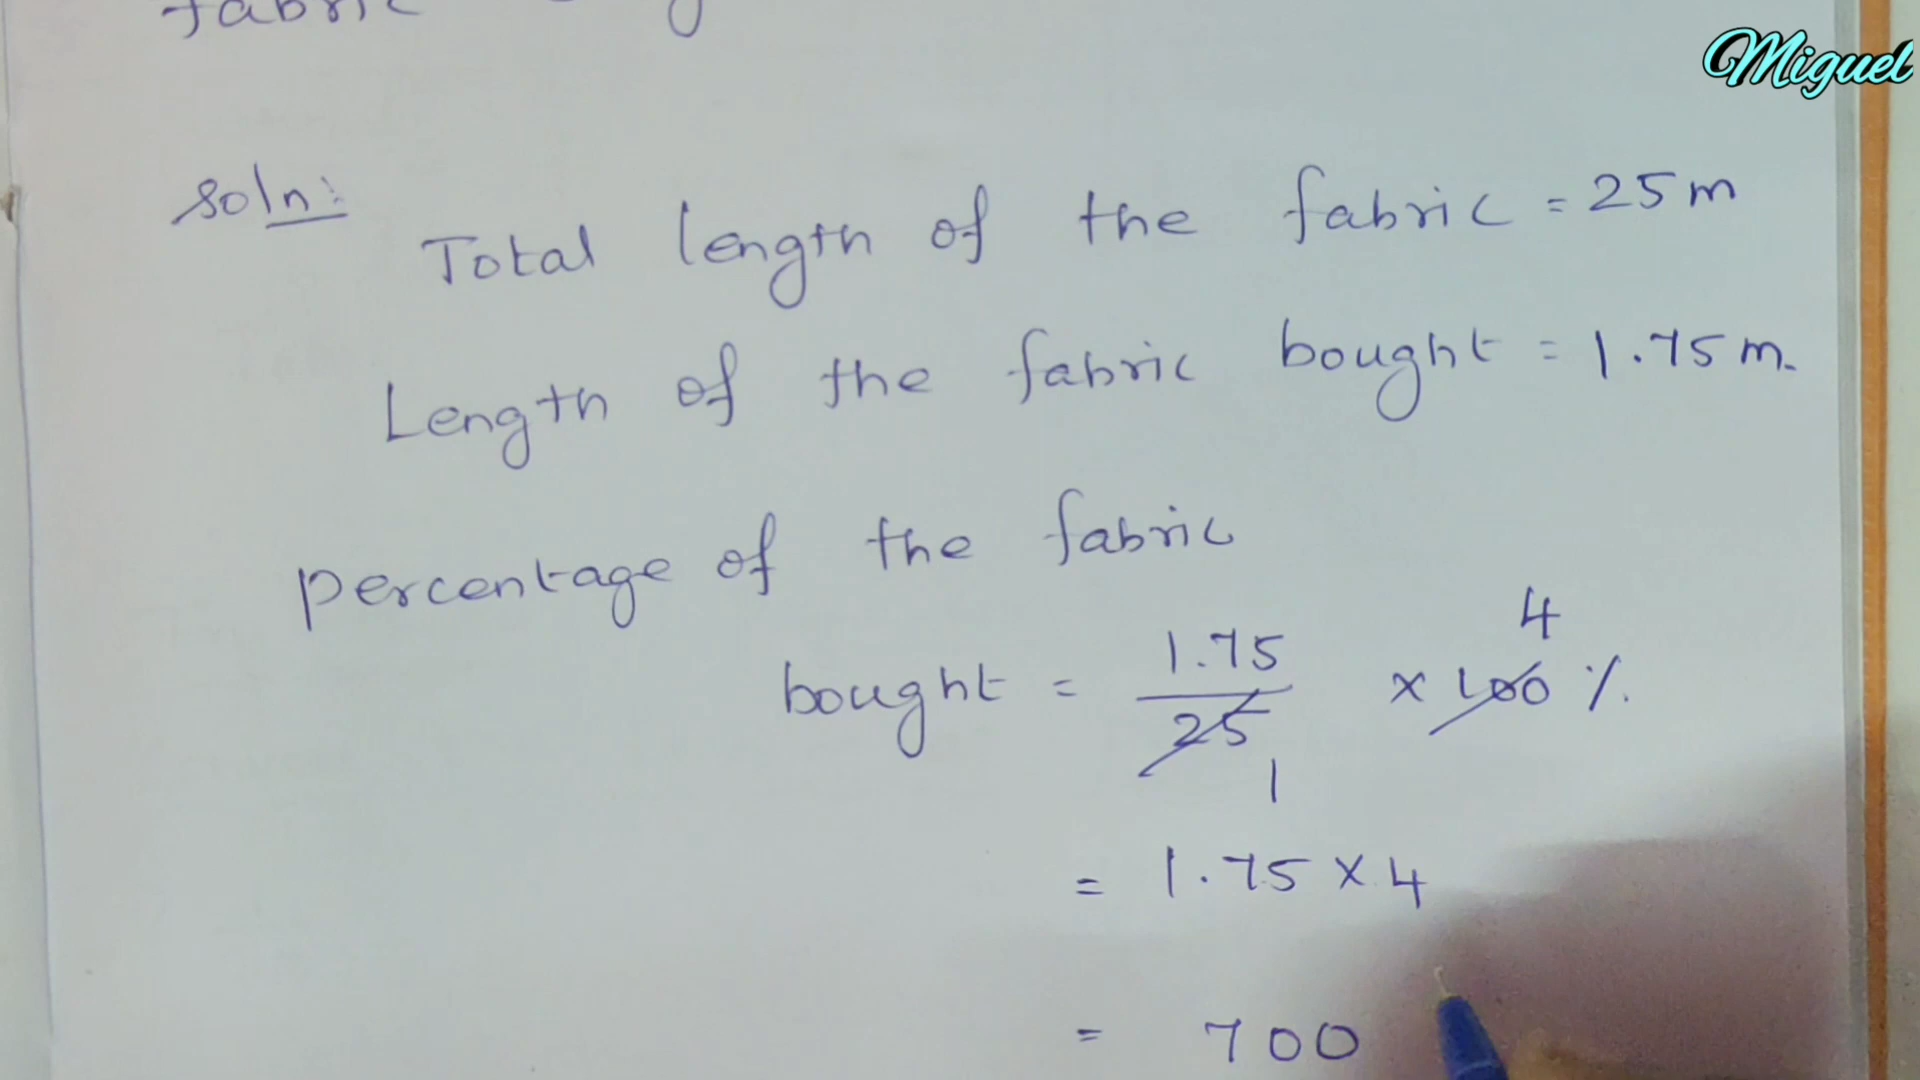 fabric
Miguel
Soln:
Total length of the fabric = 25 m
Length of the fabric bought = 1.75 m.
percentage of the fabric
4
bought = 1.75 / 25 × 100 %.
1
= 1.75 × 4
= 700